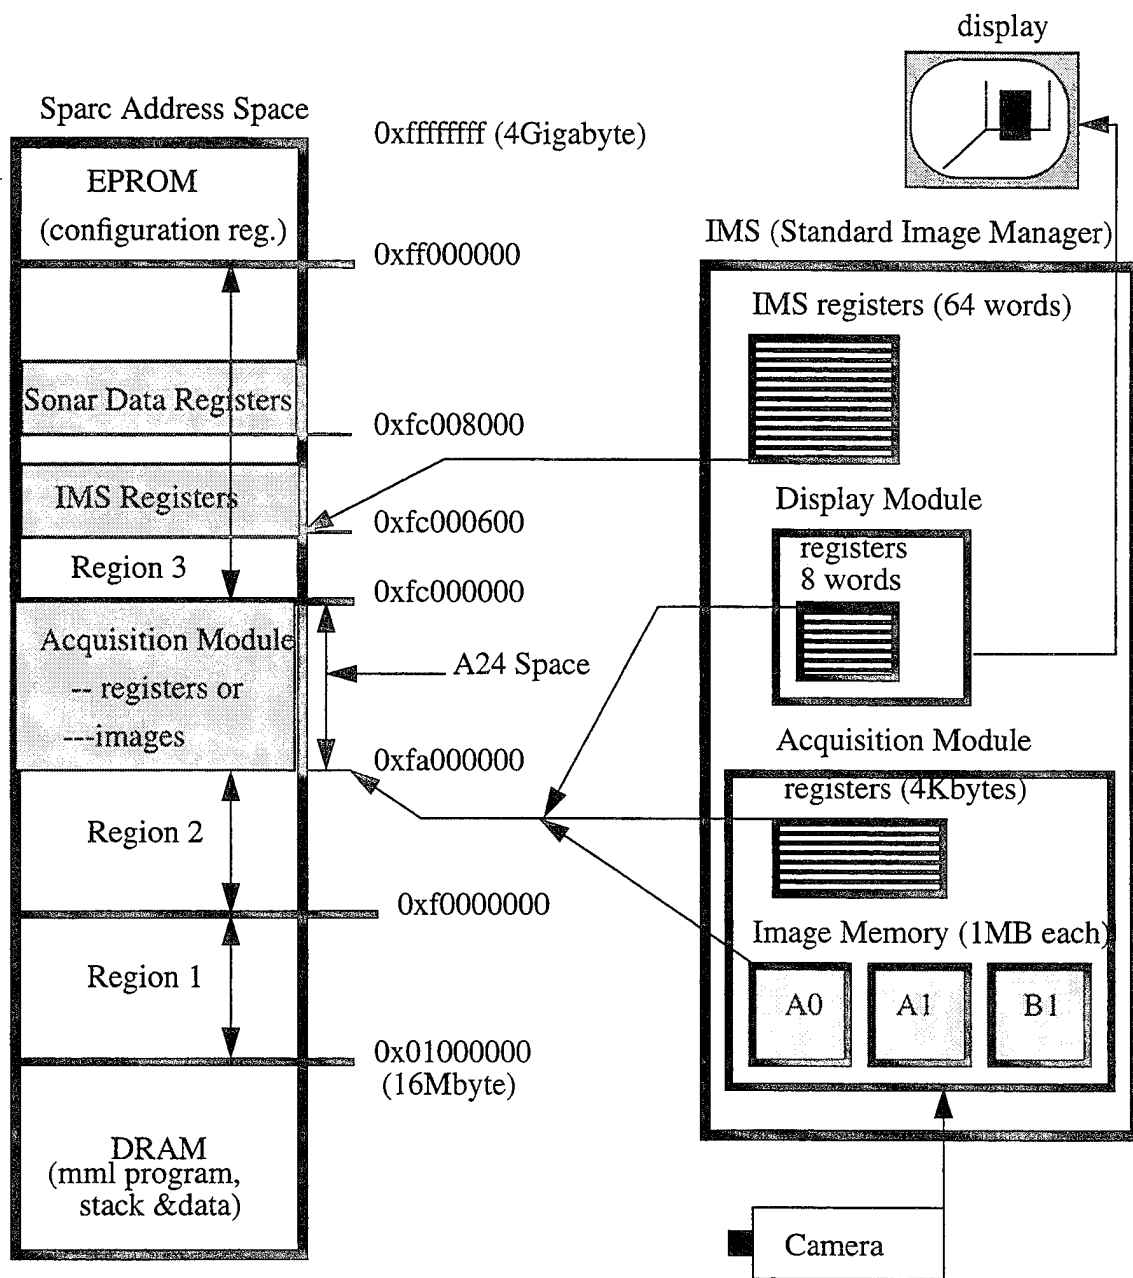 display
Sparc Address Space
0xffffffff (4Gigabyte)
EPROM
(configuration reg.)
0xff000000
IMS (Standard Image Manager)
IMS registers (64 words)
Sonar Data Registers
0xfc008000
IMS Registers
0xfc000600
Display Module
registers
8 words
Region 3
0xfc000000
Acquisition Module
-- registers or
---images
A24 Space
0xfa000000
Acquisition Module
registers (4Kbytes)
Region 2
0xf0000000
Image Memory (1MB each)
A0
A1
B1
Region 1
0x01000000
(16Mbyte)
DRAM
(mml program,
stack &data)
Camera